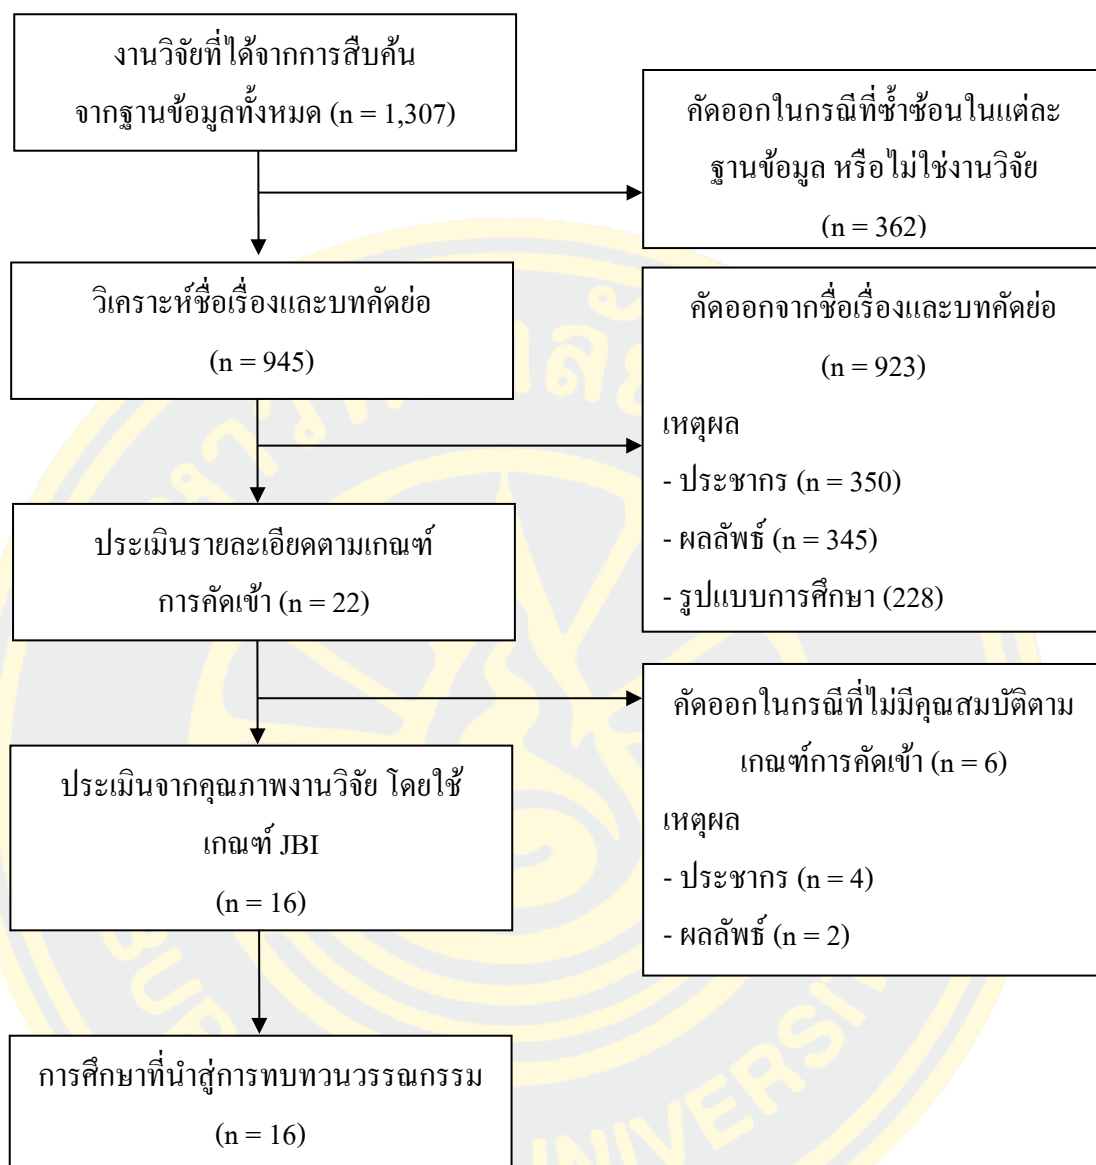 งานวิจัยที่ได้จากการสืบค้น
จากฐานข้อมูลทั้งหมด (n = 1,307)
คัดออกในกรณีที่ซ้ำซ้อนในแต่ละ
ฐานข้อมูล หรือไม่ใช่งานวิจัย
(n = 362)
วิเคราะห์ชื่อเรื่องและบทคัดย่อ
(n = 945)
คัดออกจากชื่อเรื่องและบทคัดย่อ
(n = 923)
เหตุผล
- ประชากร (n = 350)
- ผลลัพธ์ (n = 345)
- รูปแบบการศึกษา (228)
ประเมินรายละเอียดตามเกณฑ์
การคัดเข้า (n = 22)
คัดออกในกรณีที่ไม่มีคุณสมบัติตาม
เกณฑ์การคัดเข้า (n = 6)
เหตุผล
- ประชากร (n = 4)
- ผลลัพธ์ (n = 2)
ประเมินจากคุณภาพงานวิจัย โดยใช้
เกณฑ์ JBI
(n = 16)
การศึกษาที่นำสู่การทบทวนวรรณกรรม
(n = 16)